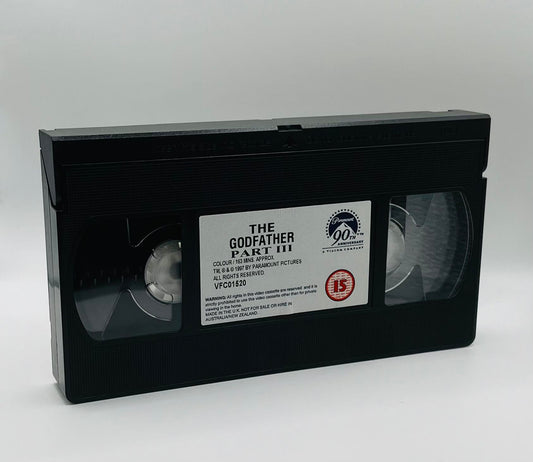 THE
GODFATHER
PART III
COLOUR / 163 MINS. APPROX.
TM, ® & © 1997 BY PARAMOUNT PICTURES
ALL RIGHTS RESERVED.
VFC01520
WARNING: All rights in this video cassette are reserved, and it is
strictly prohibited to use this video cassette other than for private
viewing in the home.
MADE IN THE U.K. NOT FOR SALE OR HIRE IN
AUSTRALIA/NEW ZEALAND.
Paramount
90TH
ANNIVERSARY
A VIACOM COMPANY
15